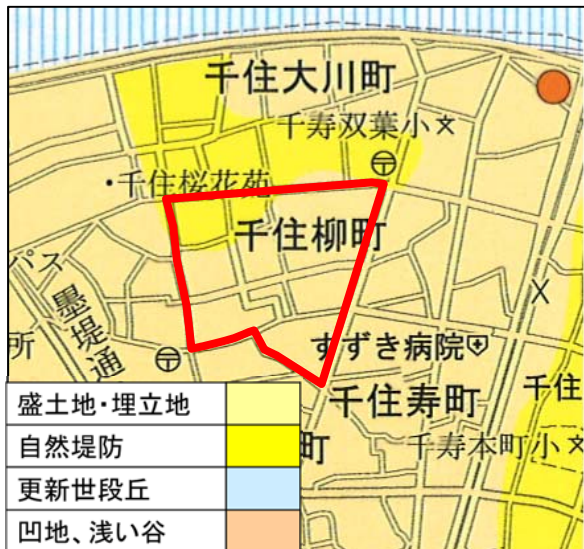 千住大川町
千寿双葉小
・千住桜花苑
千住柳町
パス
墨堤通
所
すずき病院
千住寿町
千住
町
千寿本町小
盛土地・埋立地
自然堤防
更新世段丘
凹地、浅い谷